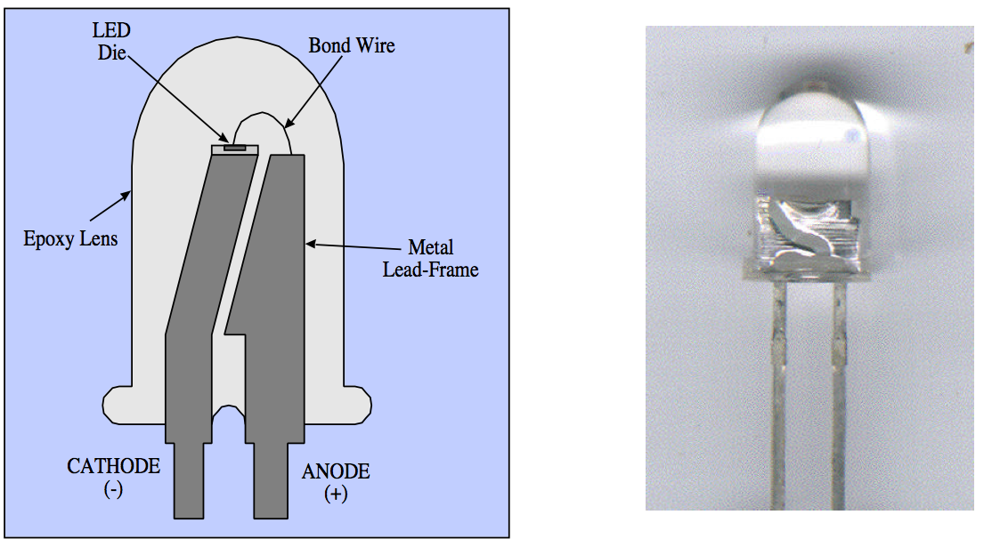 LED
Die
Bond Wire
Epoxy Lens
Metal
Lead-Frame
CATHODE
(-)
ANODE
(+)